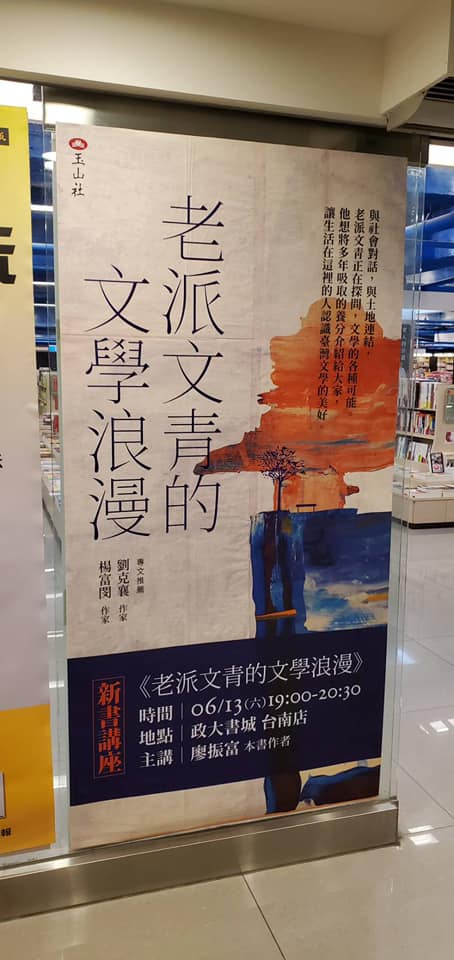 玉山社
老派文青的
文學浪漫
與社會對話，與土地連結，
老派文青正在探問，文學的各種可能。
他想將多年吸取的養分介紹給大家，
讓生活在這裡的人認識臺灣文學的美好
專文推薦
劉克襄 作家
楊富閔 作家
新書講座
《老派文青的文學浪漫》
時間｜06/13(六)19:00-20:30
地點｜政大書城 台南店
主講｜廖振富 本書作者
報